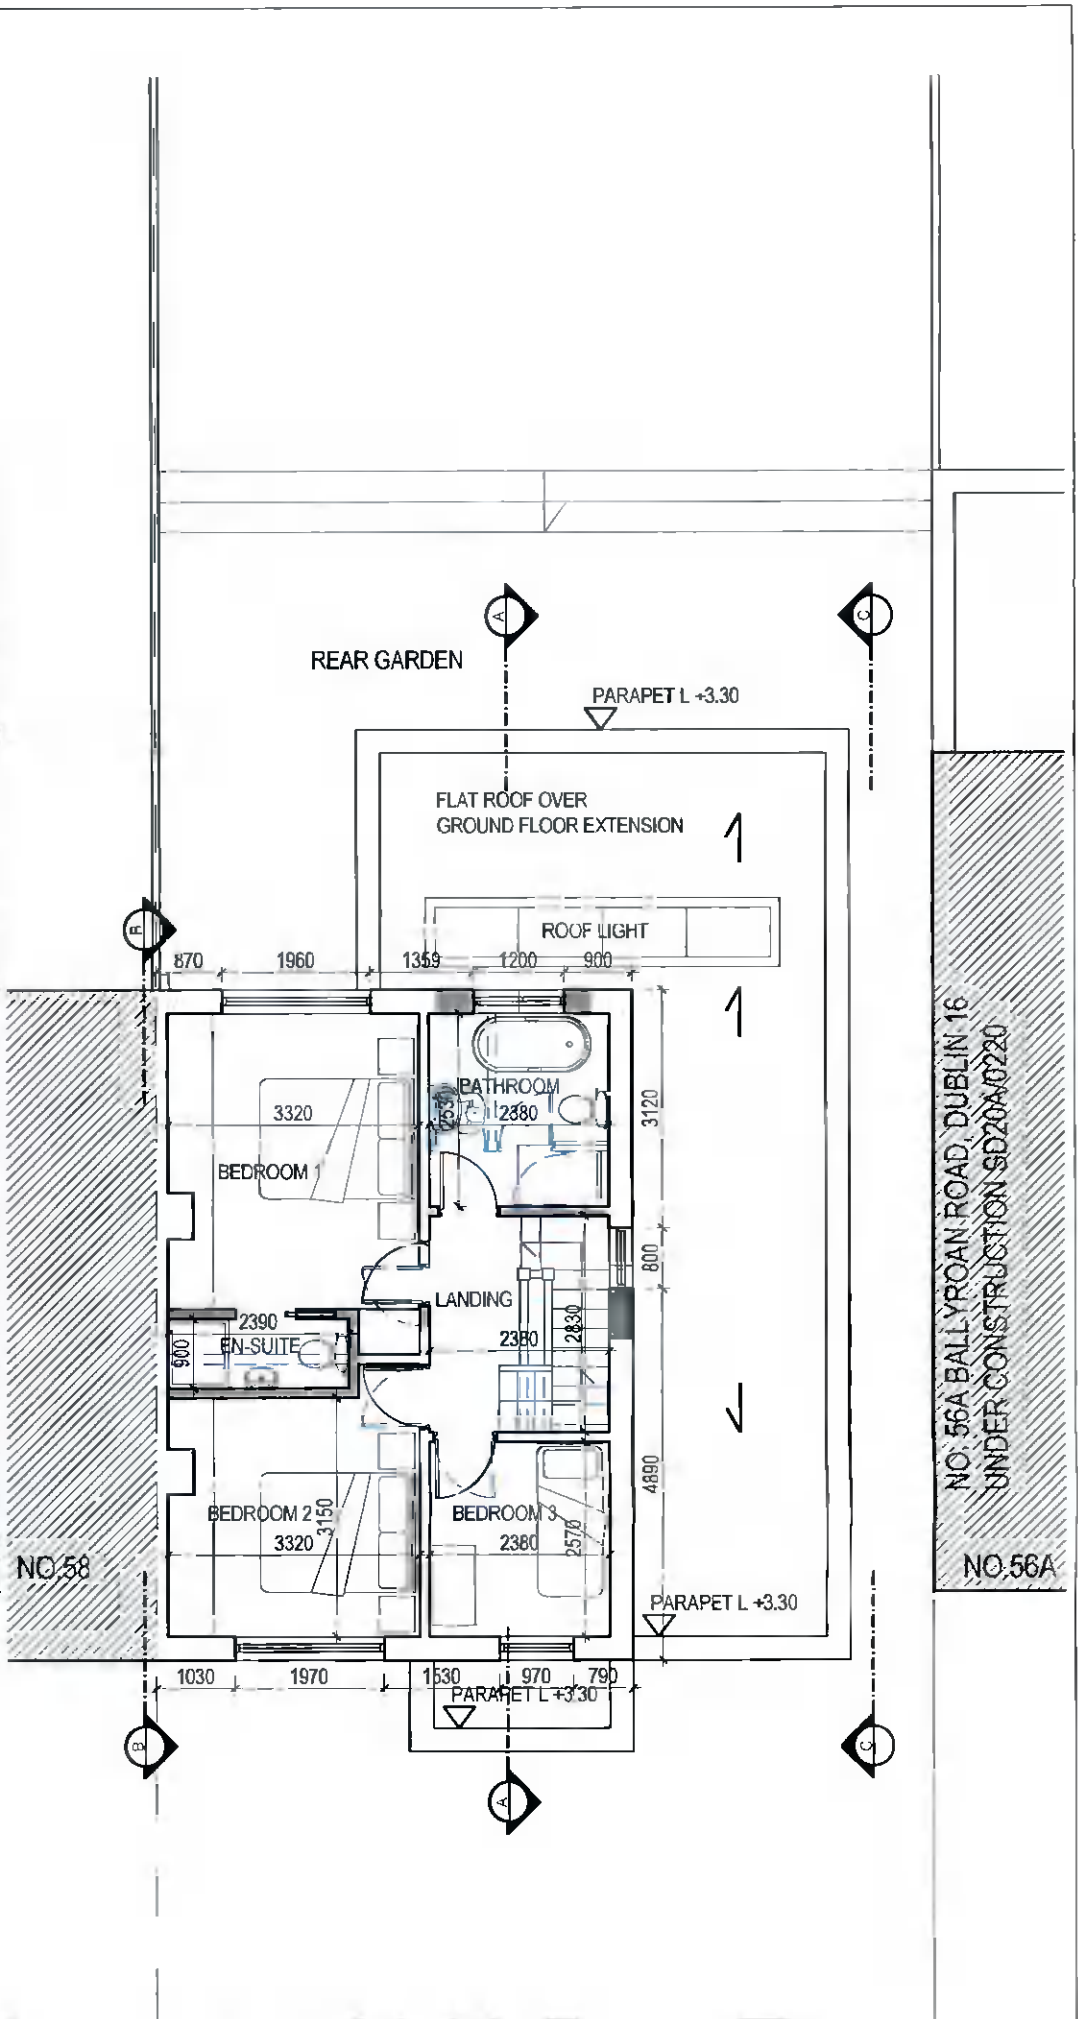 A
C
REAR GARDEN
PARAPET L +3.30
FLAT ROOF OVER
GROUND FLOOR EXTENSION
ROOF LIGHT
870
1960
1359
1200
900
3320
2530
BATHROOM
2380
3120
BEDROOM 1
800
LANDING
2390
EN-SUITE
900
2380
2830
4890
BEDROOM 2
3150
3320
BEDROOM 3
2380
2570
NO.58
NO. 56A BALLYROAN ROAD, DUBLIN 16
UNDER CONSTRUCTION SD20A/0220
NO.56A
PARAPET L +3.30
1030
1970
1530
970
790
PARAPET L +3.30
B
C
A